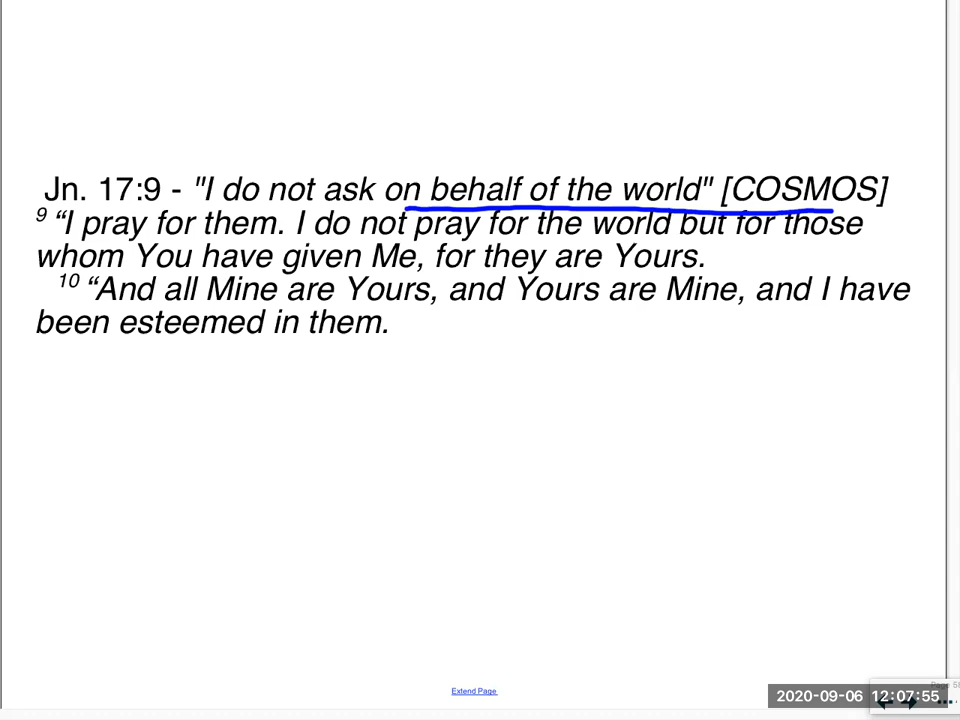 Jn. 17:9 - "I do not ask on behalf of the world" [COSMOS]
9 “I pray for them. I do not pray for the world but for those
whom You have given Me, for they are Yours.
10 “And all Mine are Yours, and Yours are Mine, and I have
been esteemed in them.
Extend Page
2020-09-06 12:07:55